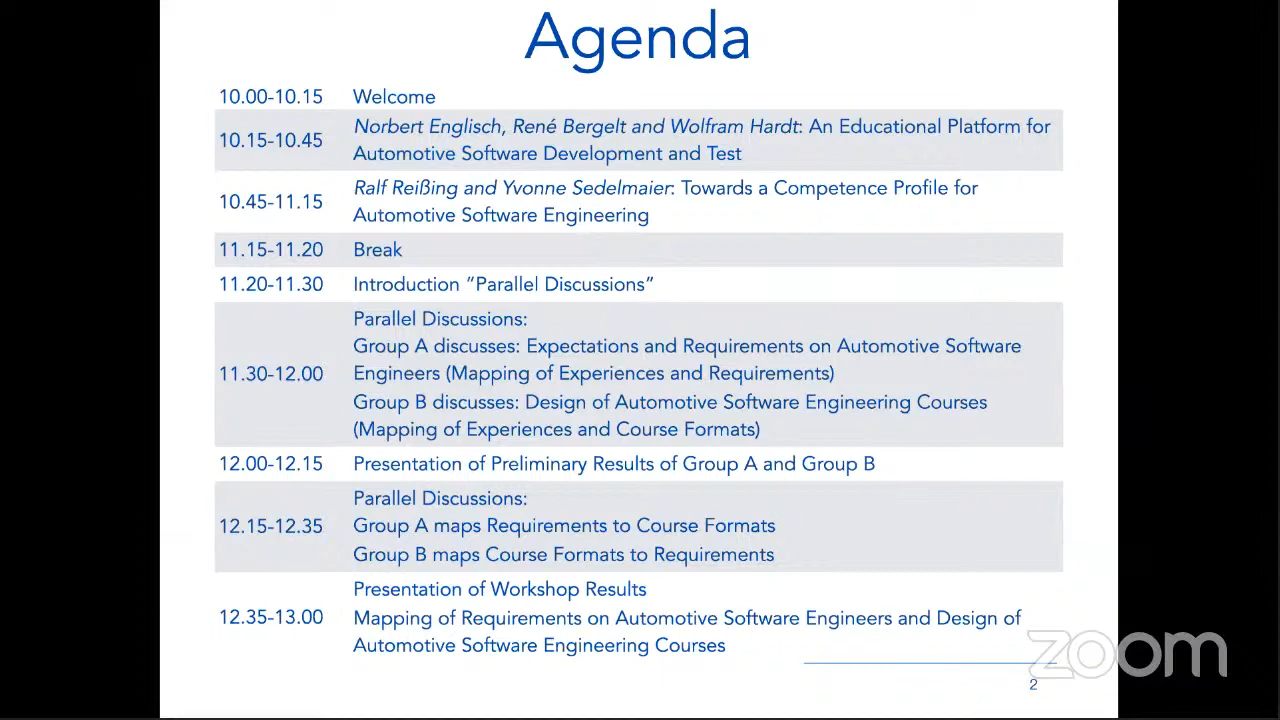 Agenda
10.00-10.15 Welcome
10.15-10.45 Norbert Englisch, René Bergelt and Wolfram Hardt: An Educational Platform for
Automotive Software Development and Test
10.45-11.15 Ralf Reißing and Yvonne Sedelmaier: Towards a Competence Profile for
Automotive Software Engineering
11.15-11.20 Break
11.20-11.30 Introduction “Parallel Discussions”
11.30-12.00 Parallel Discussions:
Group A discusses: Expectations and Requirements on Automotive Software
Engineers (Mapping of Experiences and Requirements)
Group B discusses: Design of Automotive Software Engineering Courses
(Mapping of Experiences and Course Formats)
12.00-12.15 Presentation of Preliminary Results of Group A and Group B
12.15-12.35 Parallel Discussions:
Group A maps Requirements to Course Formats
Group B maps Course Formats to Requirements
12.35-13.00 Presentation of Workshop Results
Mapping of Requirements on Automotive Software Engineers and Design of
Automotive Software Engineering Courses
zoom
2